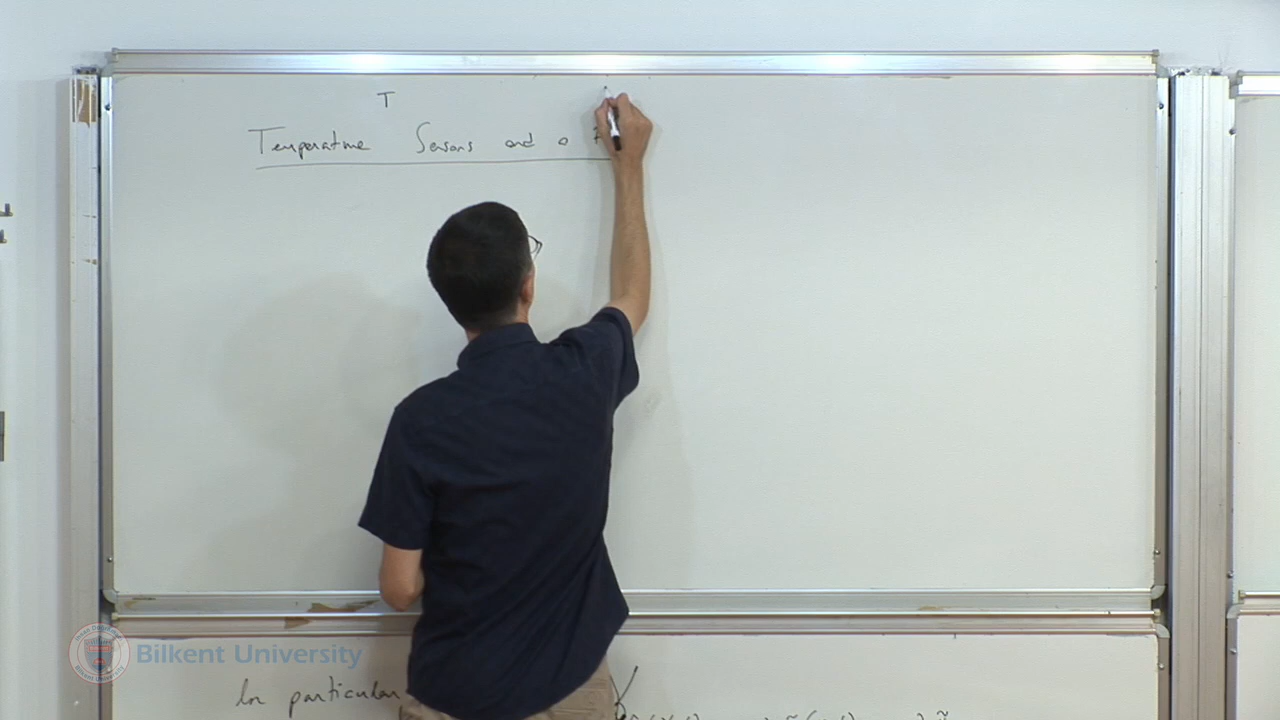 T
Temperature Sensors and a
Bilkent University
In particular